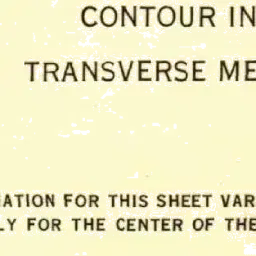 CONTOUR IN
TRANSVERSE ME
ATION FOR THIS SHEET VAR
LY FOR THE CENTER OF THE